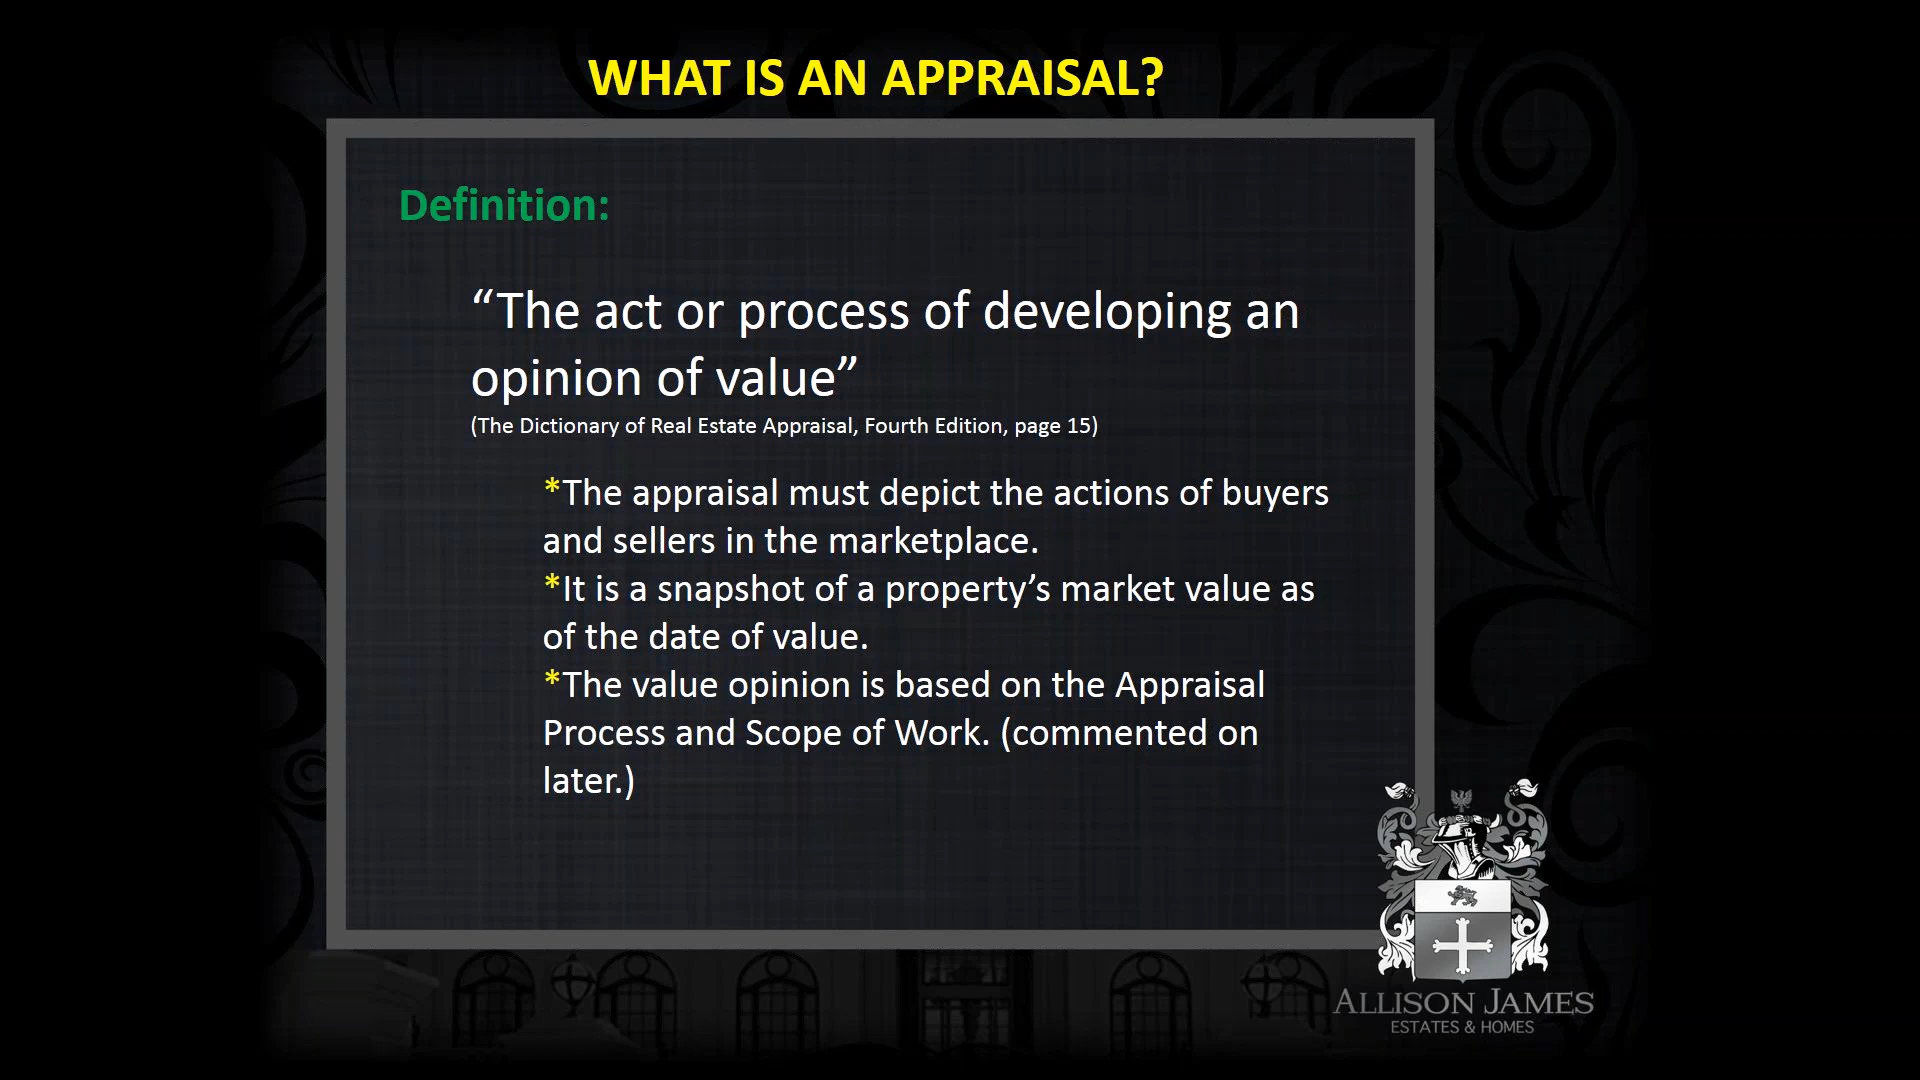 WHAT IS AN APPRAISAL?
Definition:
“The act or process of developing an
opinion of value”
(The Dictionary of Real Estate Appraisal, Fourth Edition, page 15)
*The appraisal must depict the actions of buyers
and sellers in the marketplace.
*It is a snapshot of a property’s market value as
of the date of value.
*The value opinion is based on the Appraisal
Process and Scope of Work. (commented on
later.)
ALLISON JAMES
ESTATES & HOMES